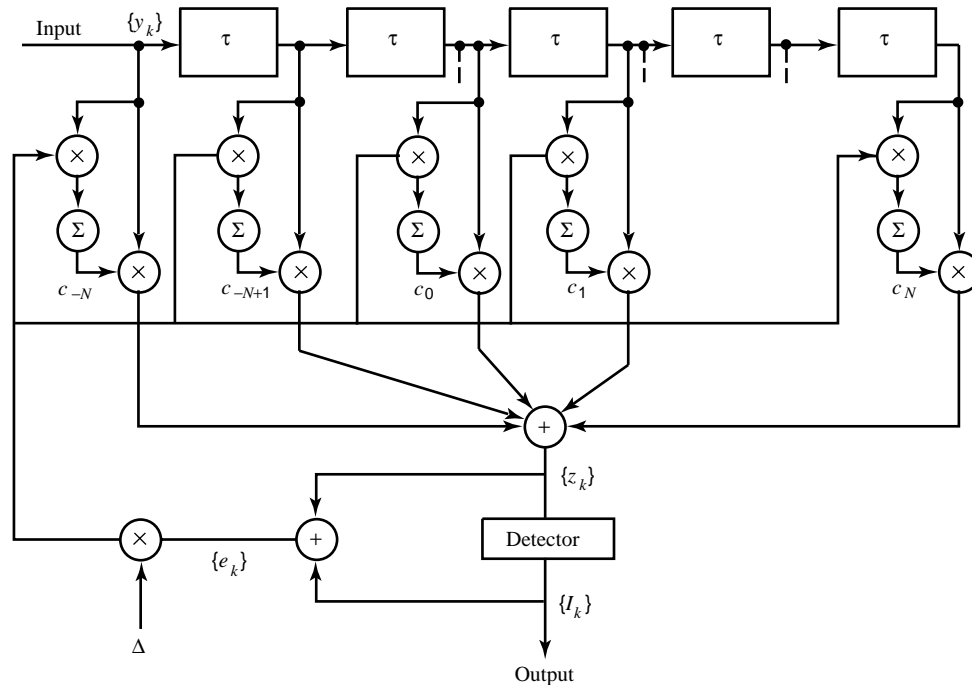 Input {y_k} τ τ τ τ τ
× × × × ×
Σ Σ Σ Σ Σ
× × × × ×
c_{-N} c_{-N+1} c_0 c_1 c_N
+
{z_k}
× + Detector
{e_k}
{I_k}
Δ
Output